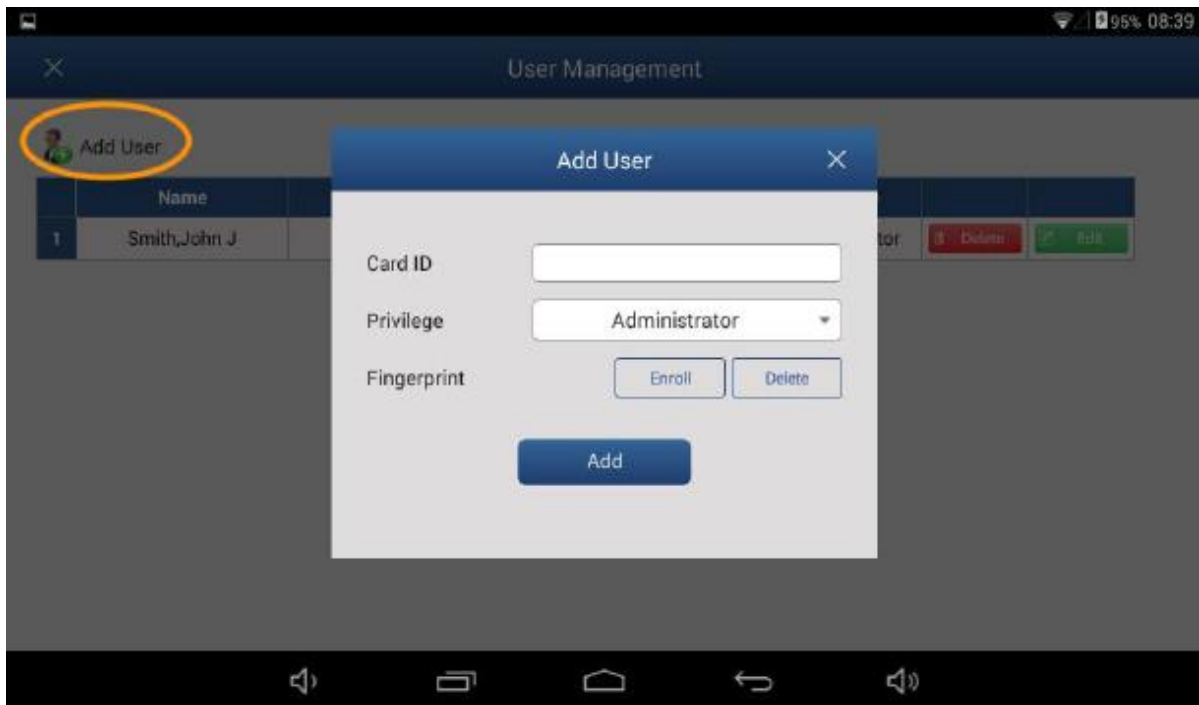 95% 08:39
User Management
Add User
Add User
Name
1 Smith,John J tor Delete Edit
Card ID
Privilege Administrator
Fingerprint Enroll Delete
Add